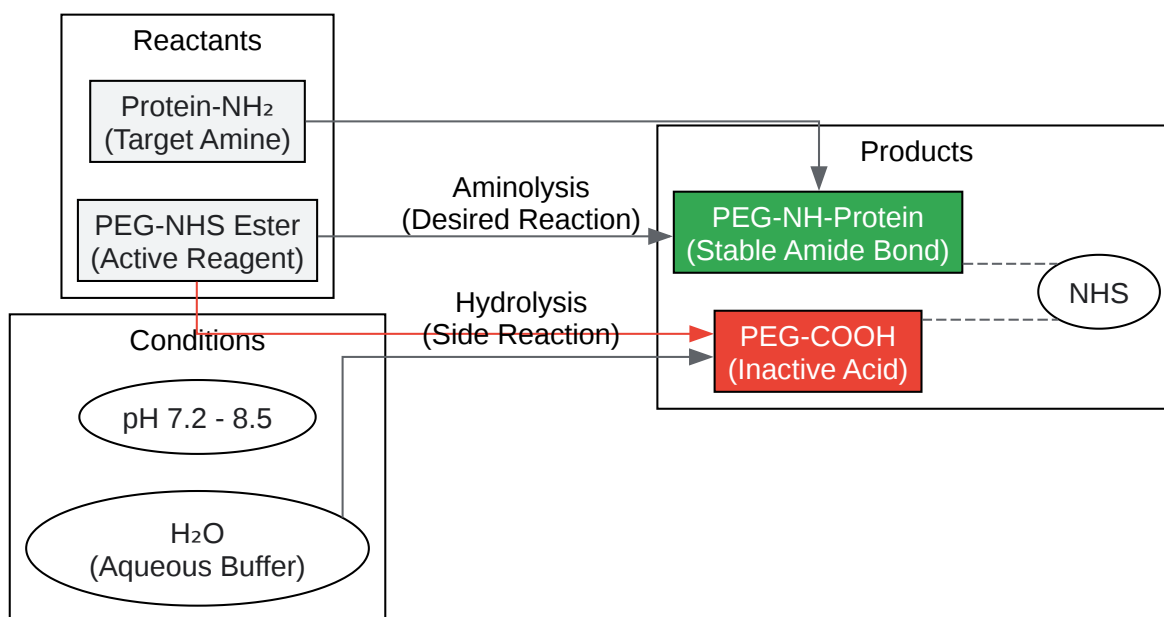 Reactants
Protein-NH₂
(Target Amine)
PEG-NHS Ester
(Active Reagent)
Conditions
pH 7.2 - 8.5
H₂O
(Aqueous Buffer)
Aminolysis
(Desired Reaction)
Hydrolysis
(Side Reaction)
Products
PEG-NH-Protein
(Stable Amide Bond)
PEG-COOH
(Inactive Acid)
NHS